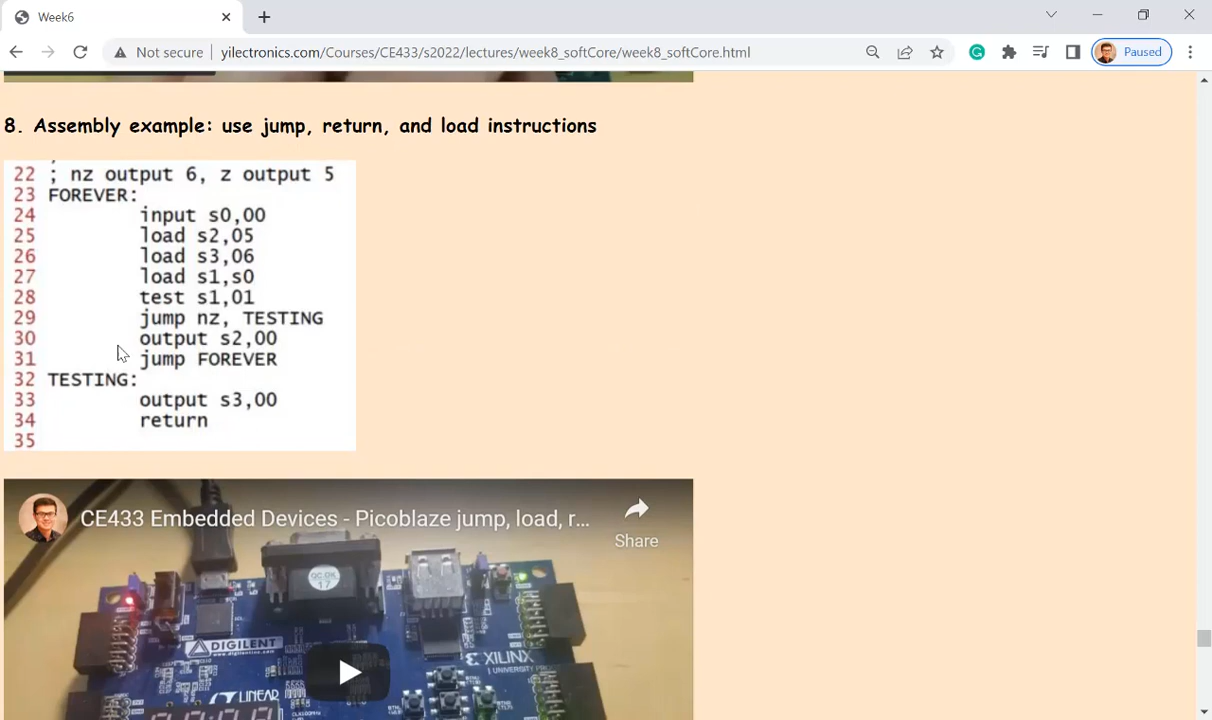 Week6
Not secure
yilectronics.com/Courses/CE433/s2022/lectures/week8_softCore/week8_softCore.html
Paused
8. Assembly example: use jump, return, and load instructions
22 ; nz output 6, z output 5
23 FOREVER:
24 input s0,00
25 load s2,05
26 load s3,06
27 load s1,s0
28 test s1,01
29 jump nz, TESTING
30 output s2,00
31 jump FOREVER
32 TESTING:
33 output s3,00
34 return
35
CE433 Embedded Devices - Picoblaze jump, load, r...
Share
QC OK
17
DIGILENT
XILINX
LINEAR